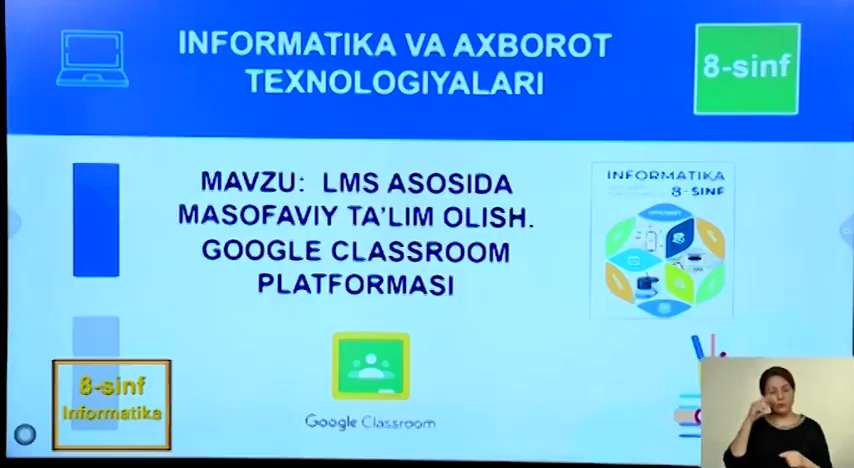 INFORMATIKA VA AXBOROT
TEXNOLOGIYALARI
8-sinf
MAVZU: LMS ASOSIDA
MASOFAVIY TA'LIM OLISH.
GOOGLE CLASSROOM
PLATFORMASI
INFORMATIKA
8-SINF
Google Classroom
8-sinf
Informatika